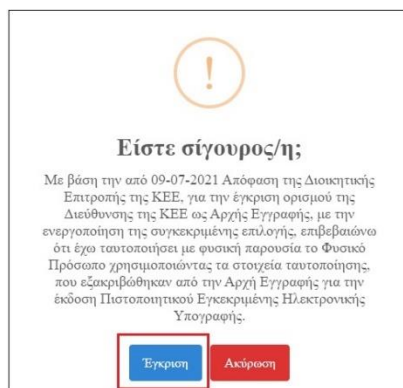 !
Είστε σίγουρος/η;
Με βάση την από 09-07-2021 Απόφαση της Διοικητικής
Επιτροπής της ΚΕΕ, για την έγκριση ορισμού της
Διεύθυνσης της ΚΕΕ ως Αρχής Εγγραφής, με την
ενεργοποίηση της συγκεκριμένης επιλογής, επιβεβαιώνω
ότι έχω ταυτοποιήσει με φυσική παρουσία το Φυσικό
Πρόσωπο χρησιμοποιώντας τα στοιχεία ταυτοποίησης,
που εξακριβώθηκαν από την Αρχή Εγγραφής για την
έκδοση Πιστοποιητικού Εγκεκριμένης Ηλεκτρονικής
Υπογραφής.
Έγκριση Ακύρωση